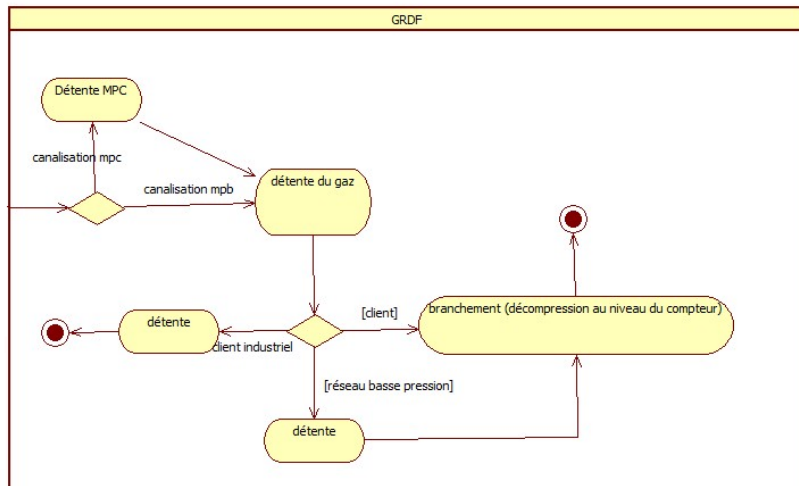 GRDF
Détente MPC
canalisation mpc
canalisation mpb
détente du gaz
branchement (décompression au niveau du compteur)
[client]
détente
client industriel
[réseau basse pression]
détente